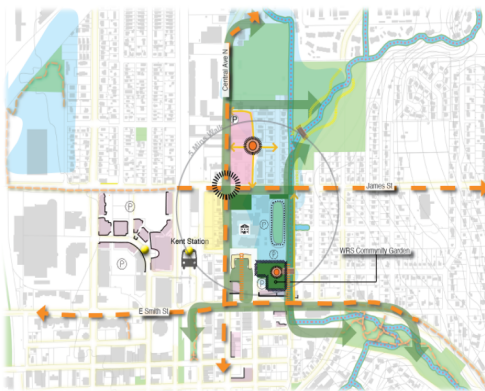 Central Ave N
P
James St
P
P
Kent Station
P
P
WRS Community Garden
P
E Smith St